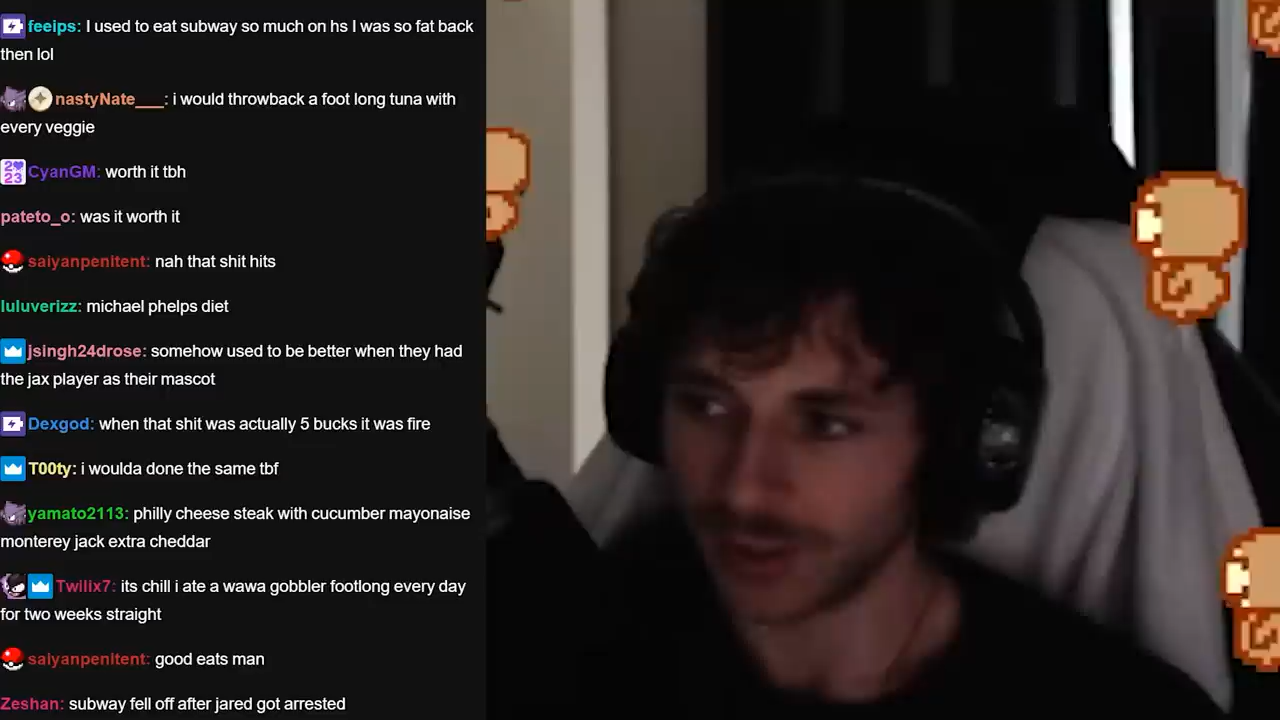 feeips: I used to eat subway so much on hs I was so fat back
then lol
nastyNate___: i would throwback a foot long tuna with
every veggie
CyanGM: worth it tbh
pateto_o: was it worth it
saiyanpenitent: nah that shit hits
luluverizz: michael phelps diet
jsingh24drose: somehow used to be better when they had
the jax player as their mascot
Dexgod: when that shit was actually 5 bucks it was fire
T00ty: i woulda done the same tbf
yamato2113: philly cheese steak with cucumber mayonaise
monterey jack extra cheddar
Twilix7: its chill i ate a wawa gobbler footlong every day
for two weeks straight
saiyanpenitent: good eats man
Zeshan: subway fell off after jared got arrested